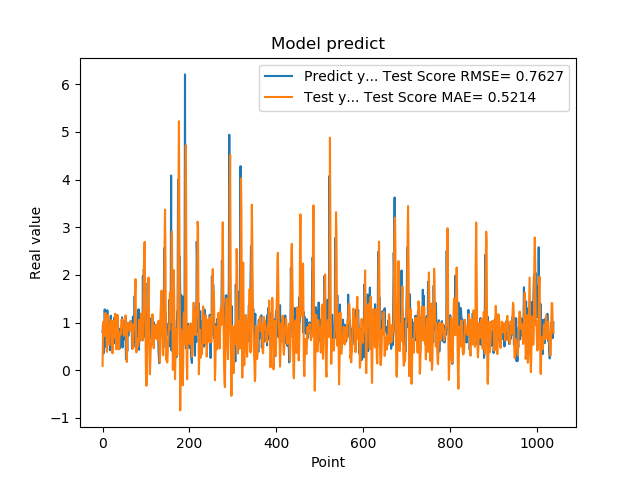 Model predict
Predict y... Test Score RMSE= 0.7627
Test y... Test Score MAE= 0.5214
Real value
6
5
4
3
2
1
0
−1
0 200 400 600 800 1000
Point